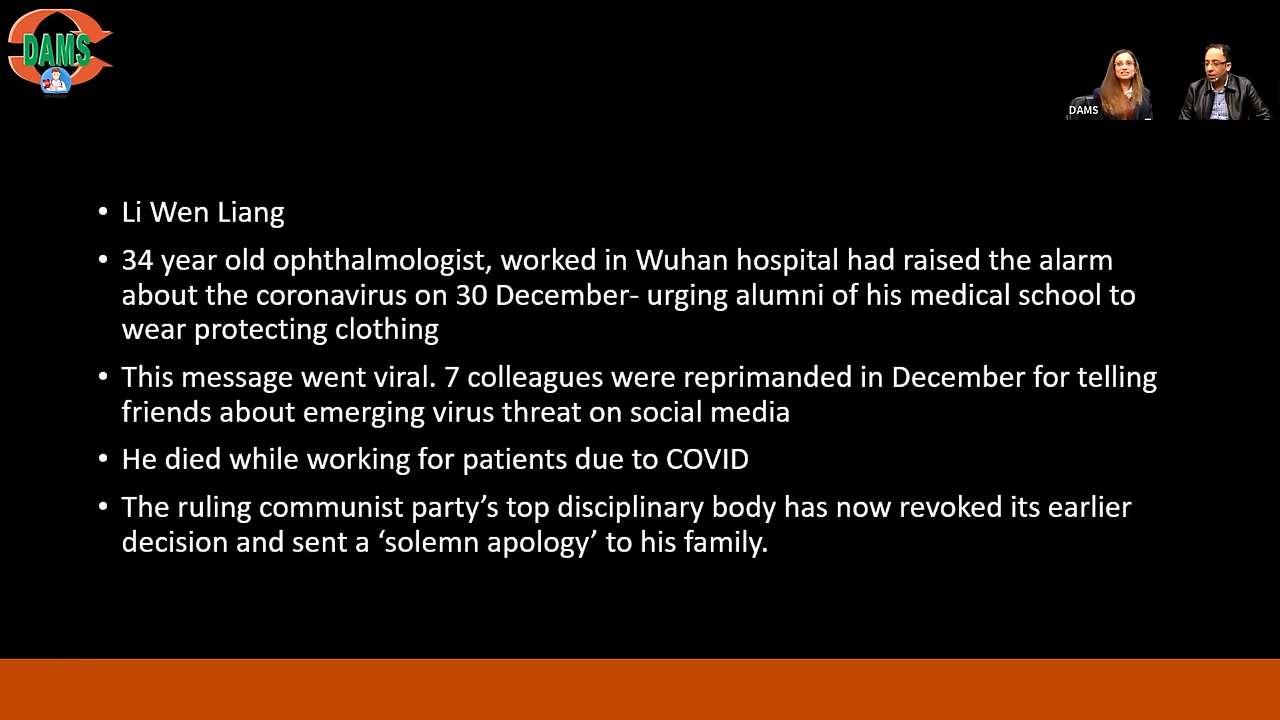 DAMS
DAMS
• Li Wen Liang
• 34 year old ophthalmologist, worked in Wuhan hospital had raised the alarm
about the coronavirus on 30 December- urging alumni of his medical school to
wear protecting clothing
• This message went viral. 7 colleagues were reprimanded in December for telling
friends about emerging virus threat on social media
• He died while working for patients due to COVID
• The ruling communist party’s top disciplinary body has now revoked its earlier
decision and sent a ‘solemn apology’ to his family.